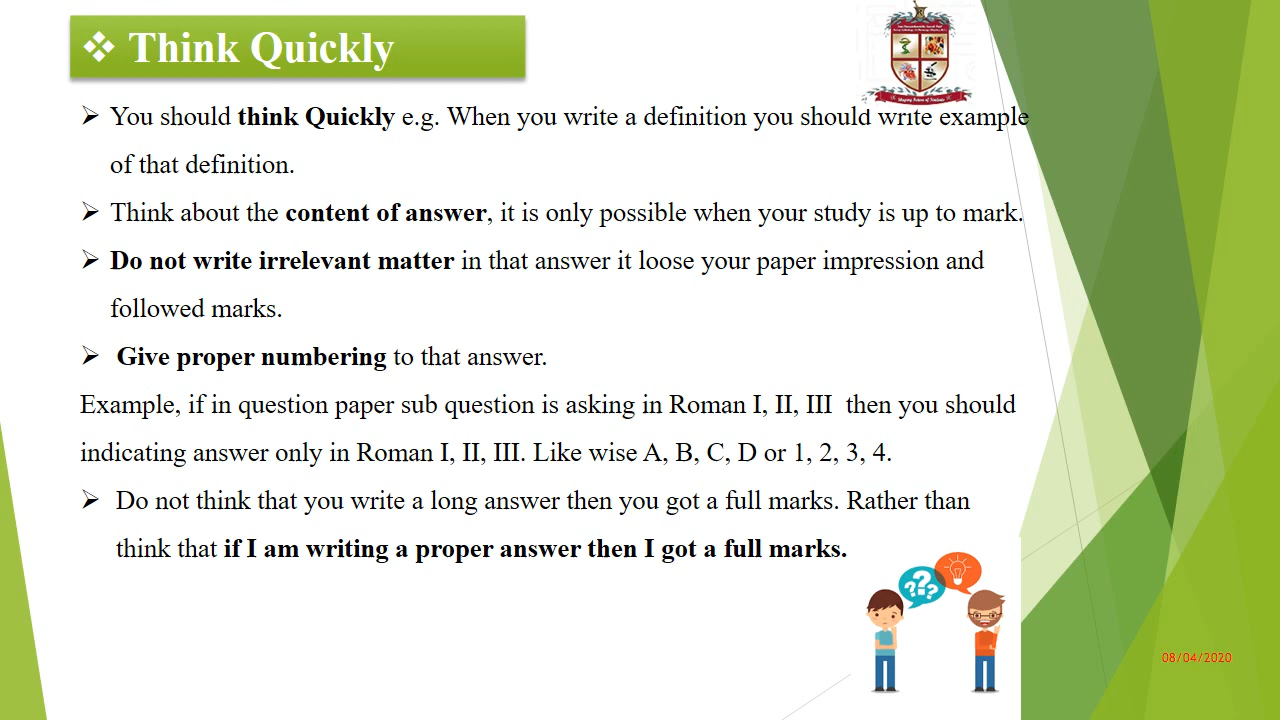 ❖ Think Quickly
➢ You should think Quickly e.g. When you write a definition you should write example
of that definition.
➢ Think about the content of answer, it is only possible when your study is up to mark.
➢ Do not write irrelevant matter in that answer it loose your paper impression and
followed marks.
➢ Give proper numbering to that answer.
Example, if in question paper sub question is asking in Roman I, II, III then you should
indicating answer only in Roman I, II, III. Like wise A, B, C, D or 1, 2, 3, 4.
➢ Do not think that you write a long answer then you got a full marks. Rather than
think that if I am writing a proper answer then I got a full marks.
???
08/04/2020